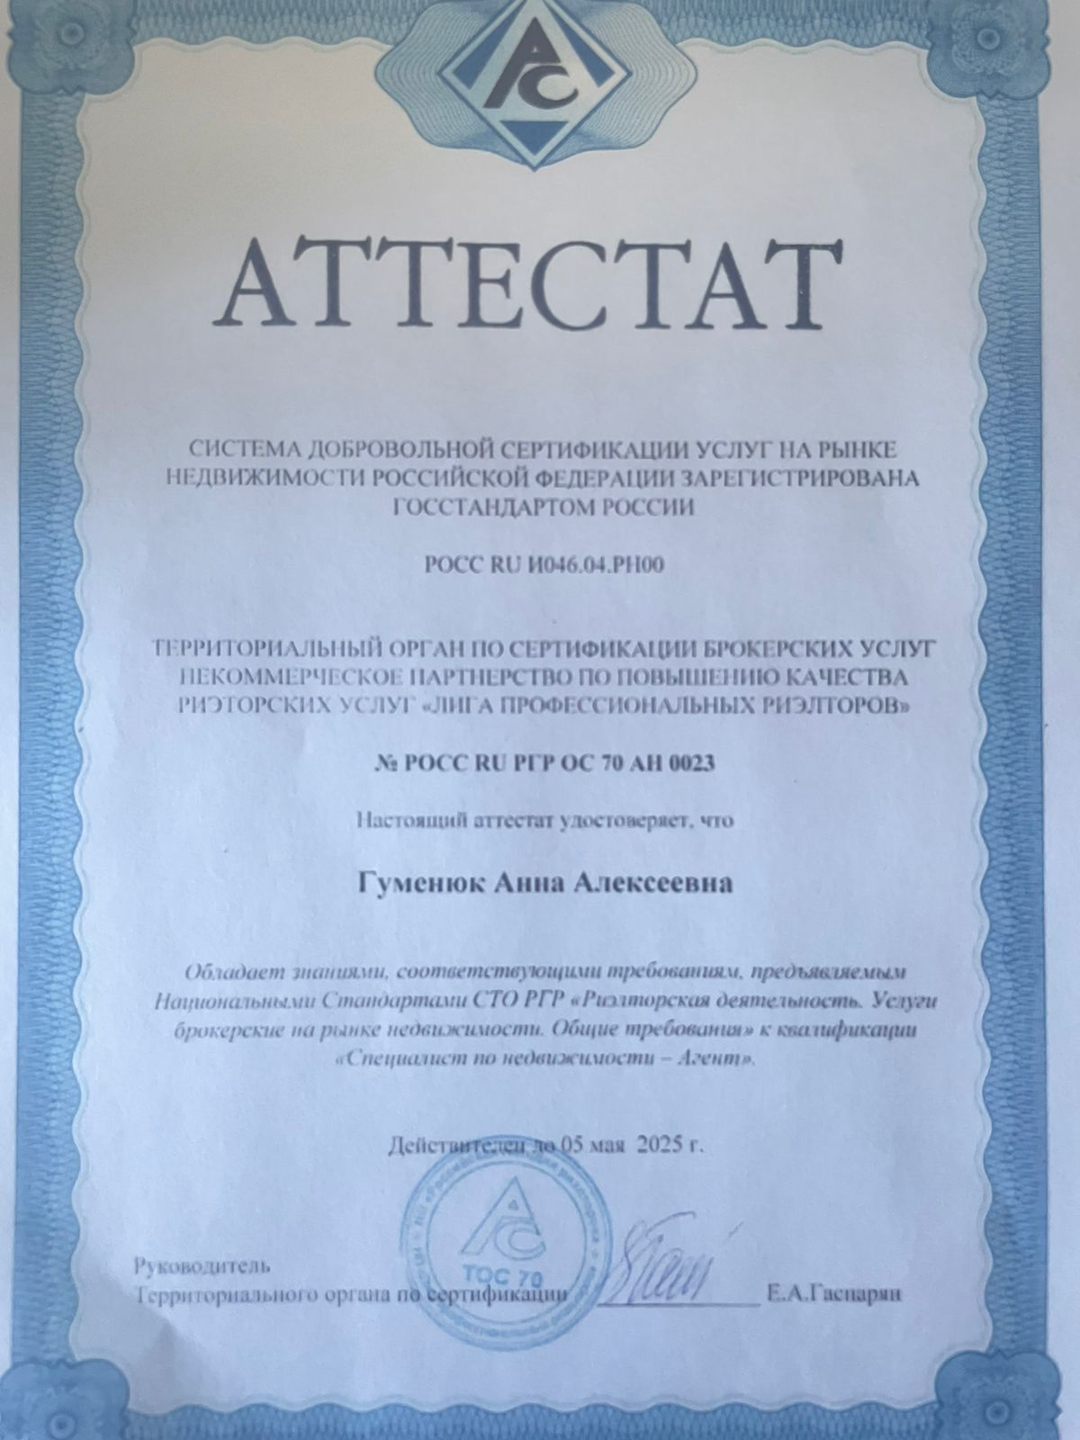 АС
АТТЕСТАТ
СИСТЕМА ДОБРОВОЛЬНОЙ СЕРТИФИКАЦИИ УСЛУГ НА РЫНКЕ
НЕДВИЖИМОСТИ РОССИЙСКОЙ ФЕДЕРАЦИИ ЗАРЕГИСТРИРОВАНА
ГОССТАНДАРТОМ РОССИИ
РОСС RU И046.04.РН00
ТЕРРИТОРИАЛЬНЫЙ ОРГАН ПО СЕРТИФИКАЦИИ БРОКЕРСКИХ УСЛУГ
НЕКОММЕРЧЕСКОЕ ПАРТНЕРСТВО ПО ПОВЫШЕНИЮ КАЧЕСТВА
РИЭТОРСКИХ УСЛУГ «ЛИГА ПРОФЕССИОНАЛЬНЫХ РИЭЛТОРОВ»
№ РОСС RU РГР ОС 70 АН 0023
Настоящий аттестат удостоверяет, что
Гуменюк Анна Алексеевна
Обладает знаниями, соответствующими требованиям, предъявляемым
Национальными Стандартами СТО РГР «Риэлторская деятельность. Услуги
брокерские на рынке недвижимости. Общие требования» к квалификации
«Специалист по недвижимости – Агент».
Действителен до 05 мая 2025 г.
АС
ТОС 70
Руководитель
Территориального органа по сертификации Е.А.Гаспарян